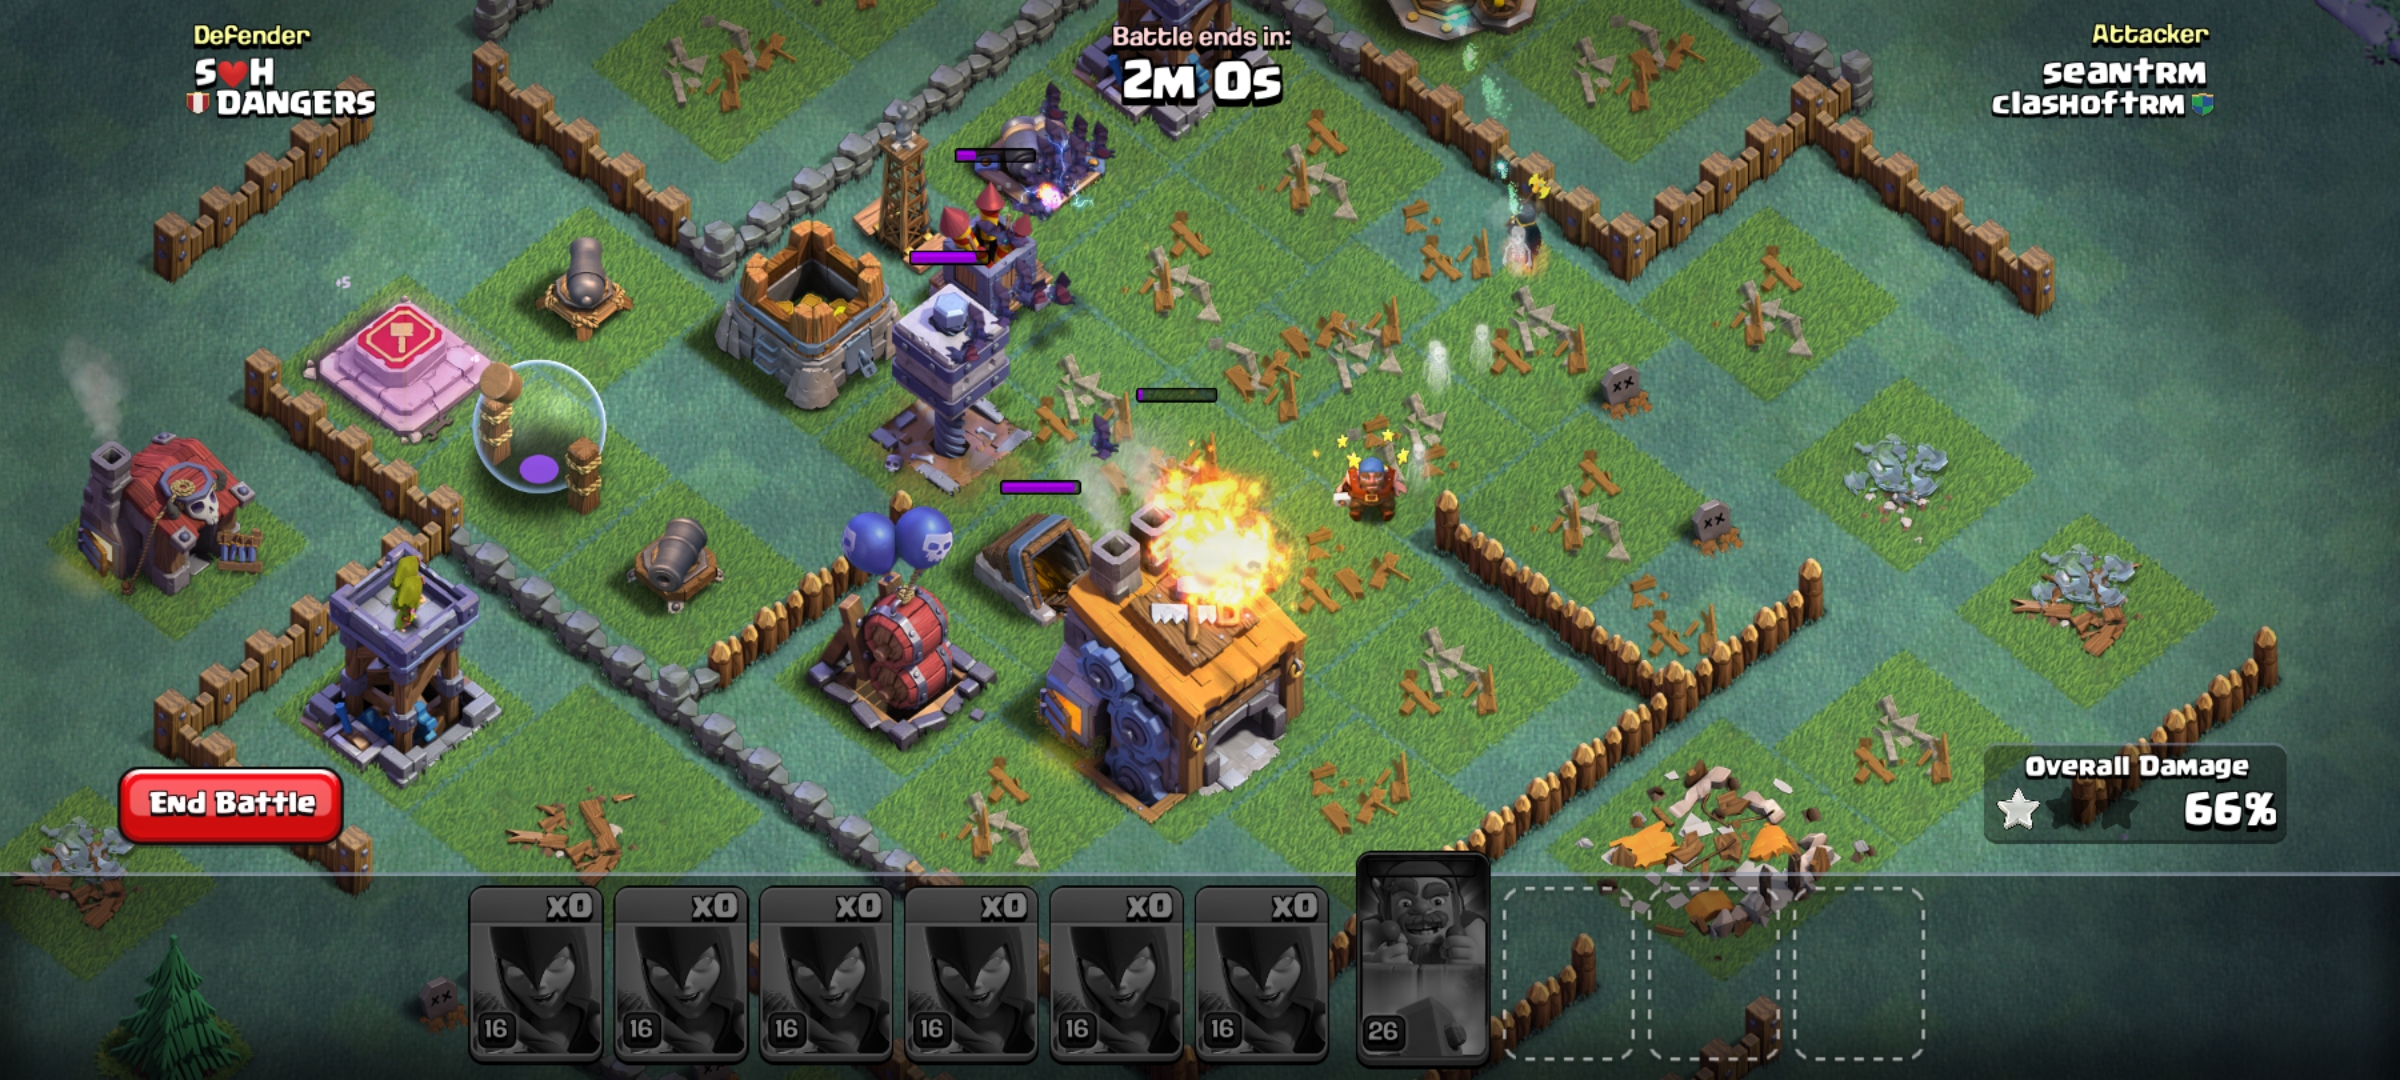 Defender
S❤️H
DANGERS
Battle ends in:
2M 0s
Attacker
seantRM
clashoftRM
+5
End Battle
Overall Damage
66%
x0 x0 x0 x0 x0 x0
16 16 16 16 16 16 26